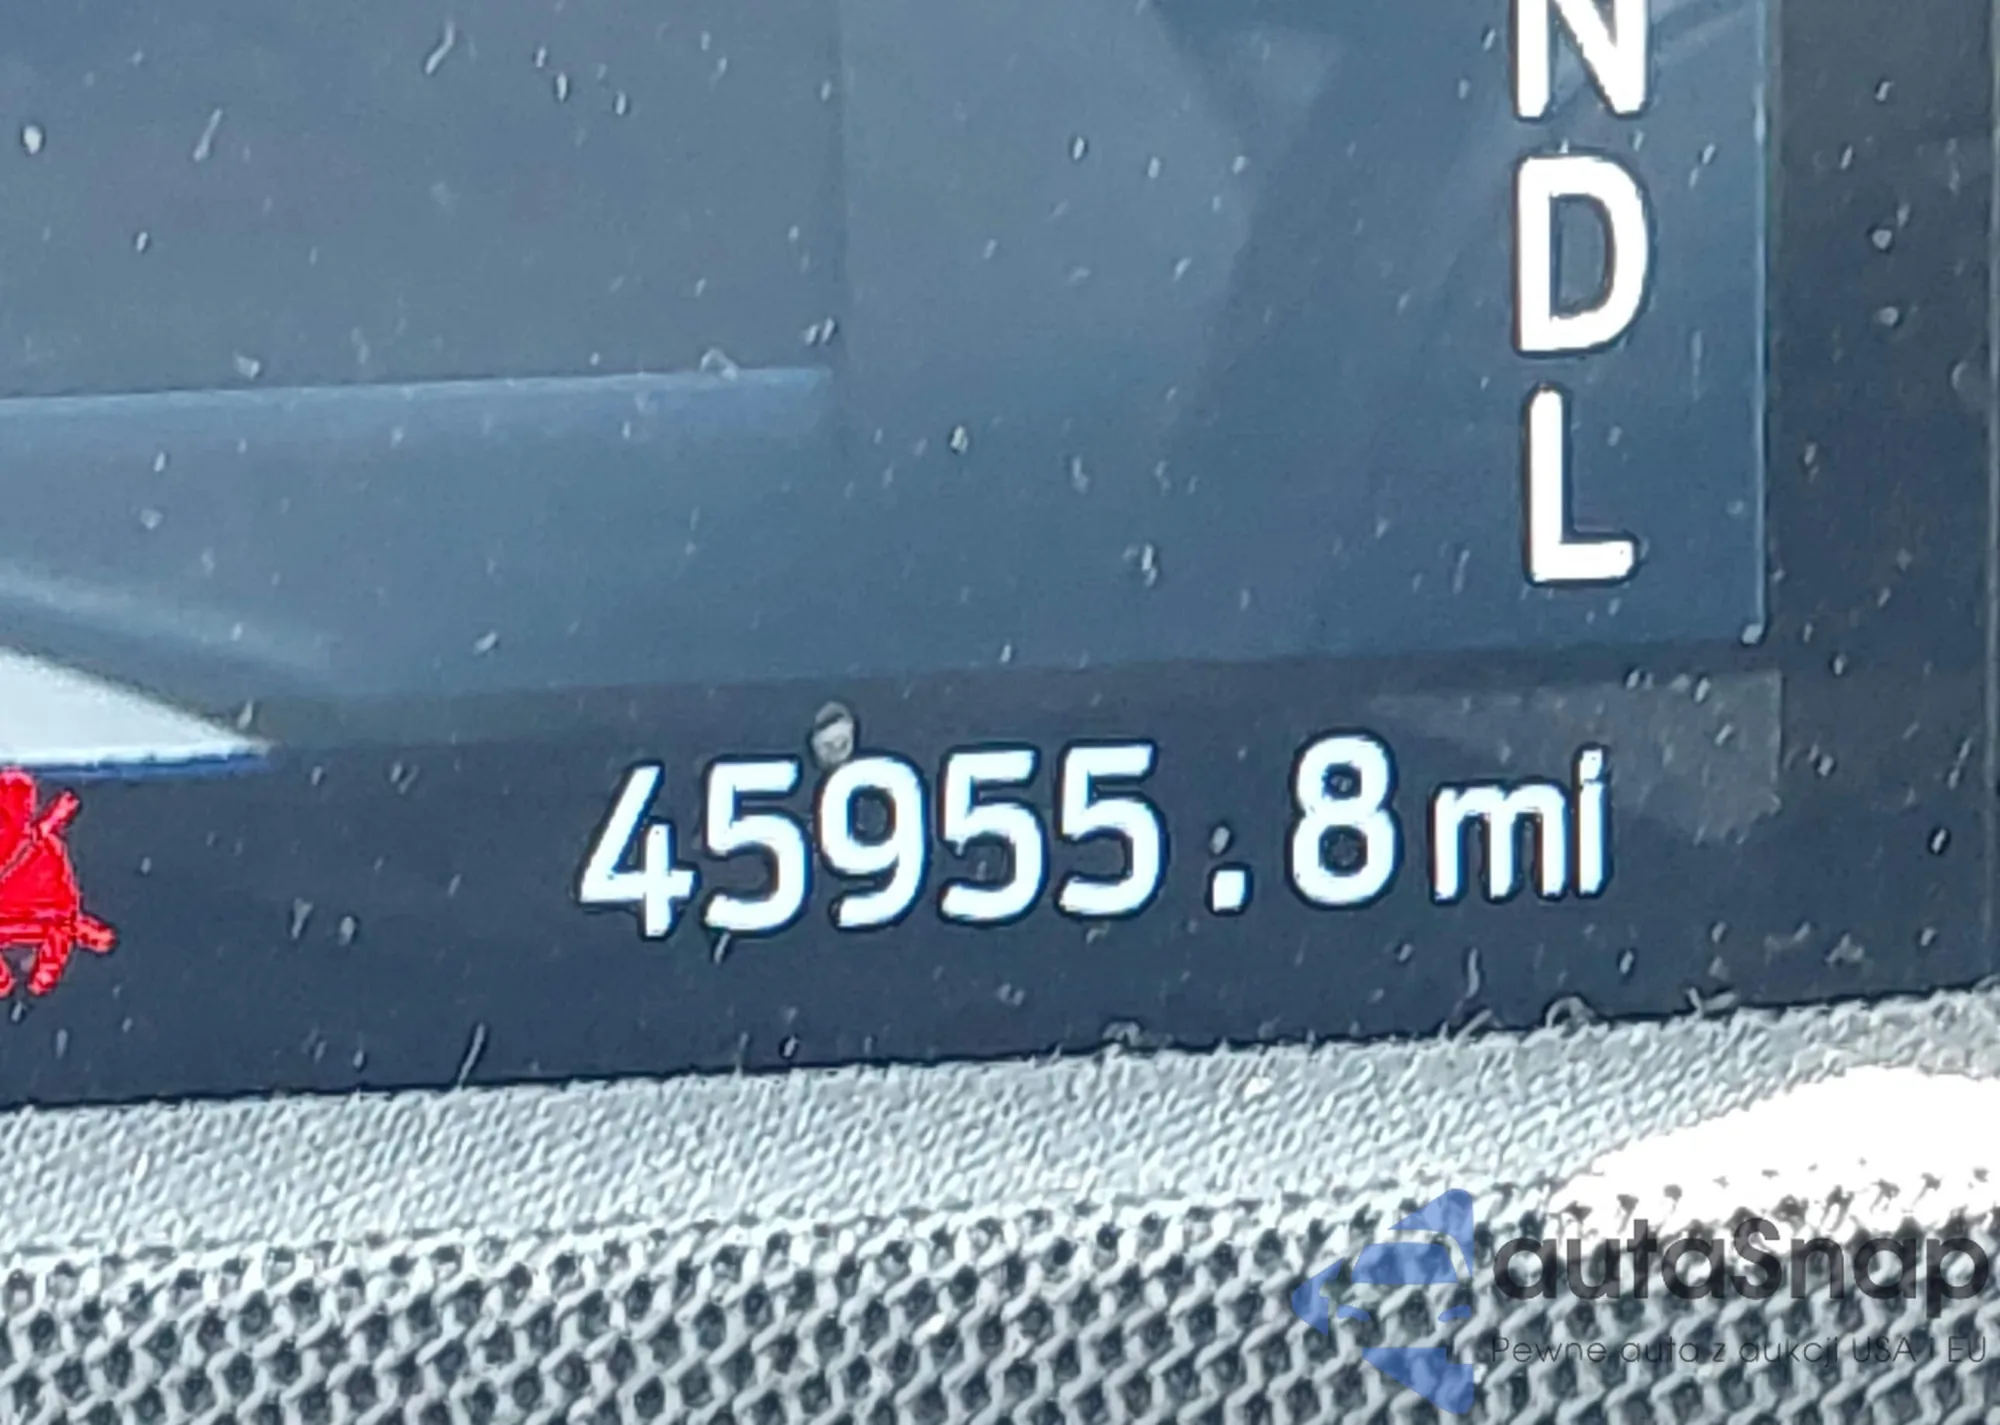 N
D
L
45955.8 mi
autaSnap
Pewne auta z aukcji USA i EU